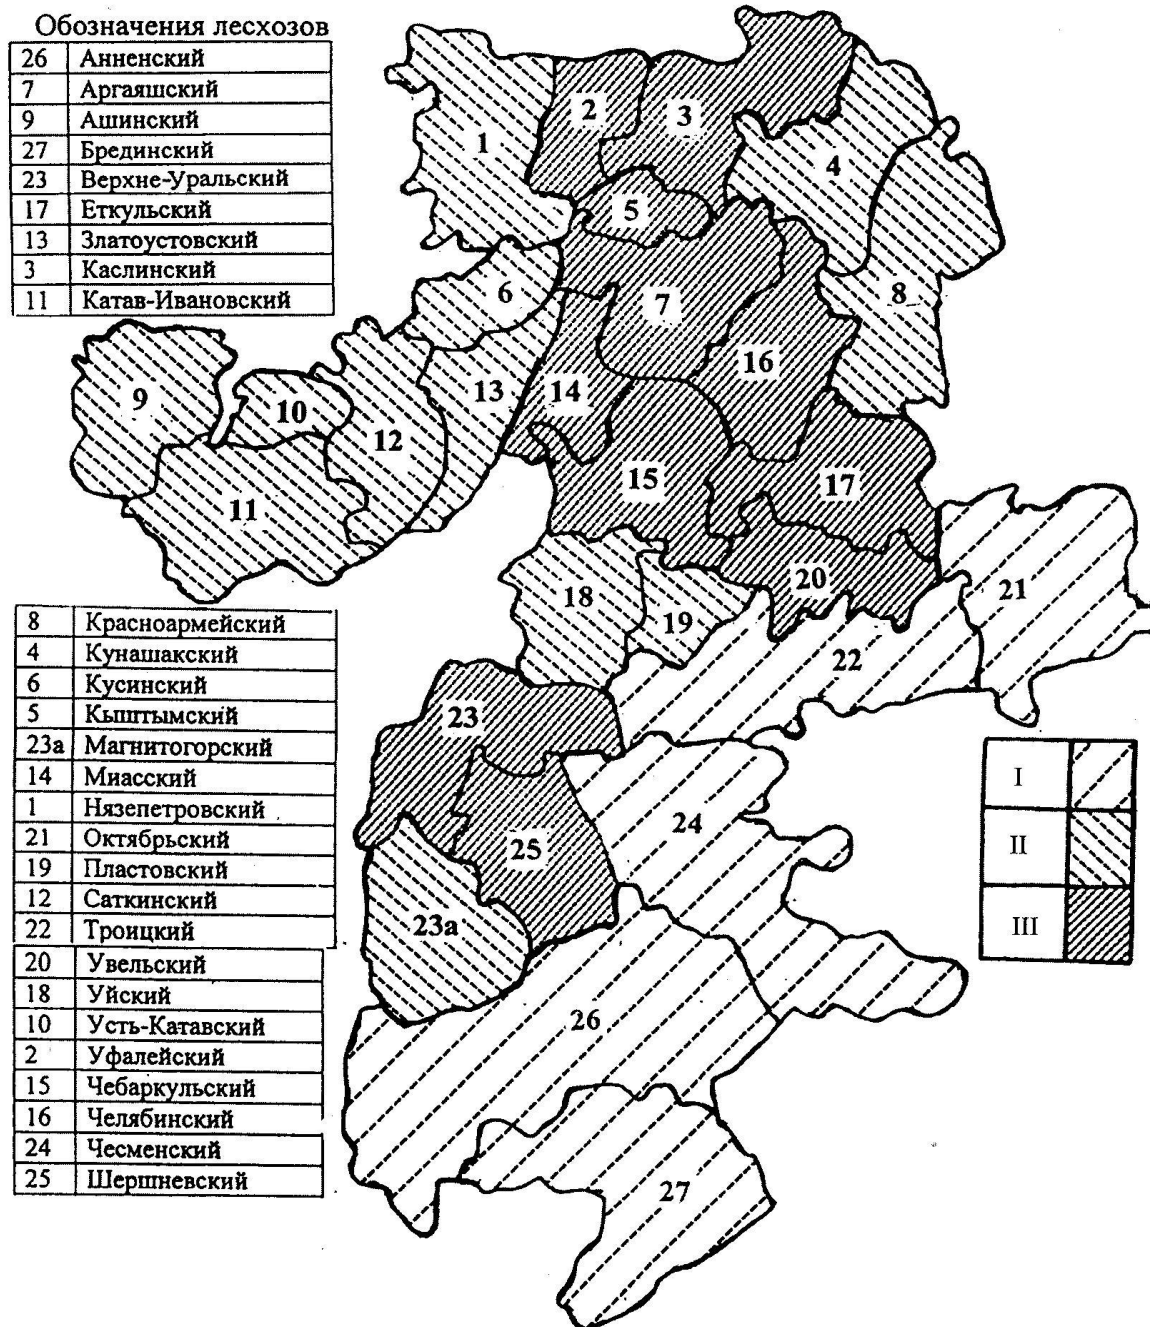 Обозначения лесхозов
26 Анненский
7 Аргаяшский
9 Ашинский
27 Брединский
23 Верхне-Уральский
17 Еткульский
13 Златоустовский
3 Каслинский
11 Катав-Ивановский
8 Красноармейский
4 Кунашакский
6 Кусинский
5 Кыштымский
23а Магнитогорский
14 Миасский
1 Нязепетровский
21 Октябрьский
19 Пластовский
12 Саткинский
22 Троицкий
20 Увельский
18 Уйский
10 Усть-Катавский
2 Уфалейский
15 Чебаркульский
16 Челябинский
24 Чесменский
25 Шершневский
1
2
3
4
5
6
7
8
9
10
11
12
13
14
15
16
17
18
19
20
21
22
23
24
25
23а
26
27
I
II
III